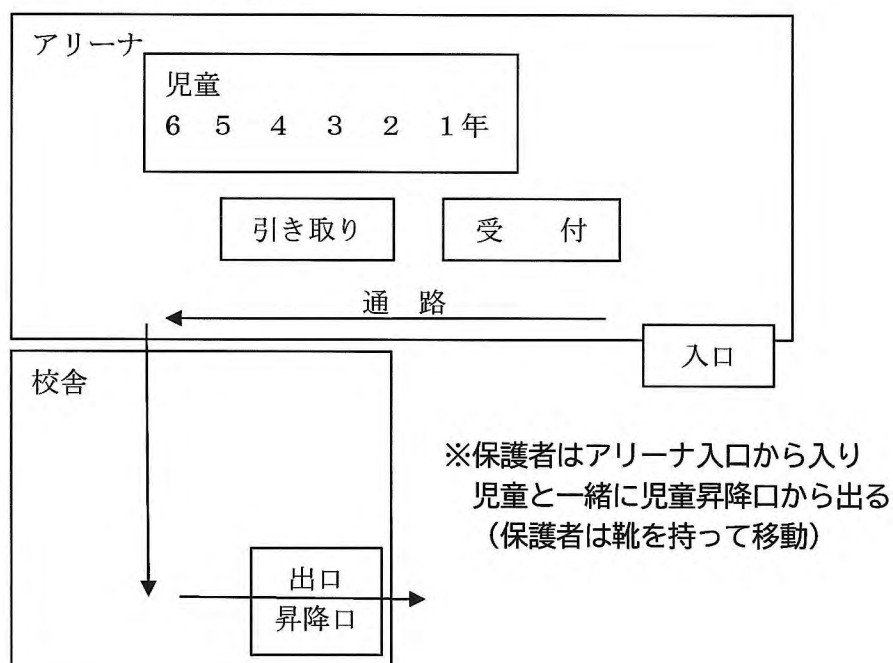 アリーナ
児童
6 5 4 3 2 1年
引き取り
受 付
通 路
入口
校舎
※保護者はアリーナ入口から入り
児童と一緒に児童昇降口から出る
（保護者は靴を持って移動）
出口
昇降口